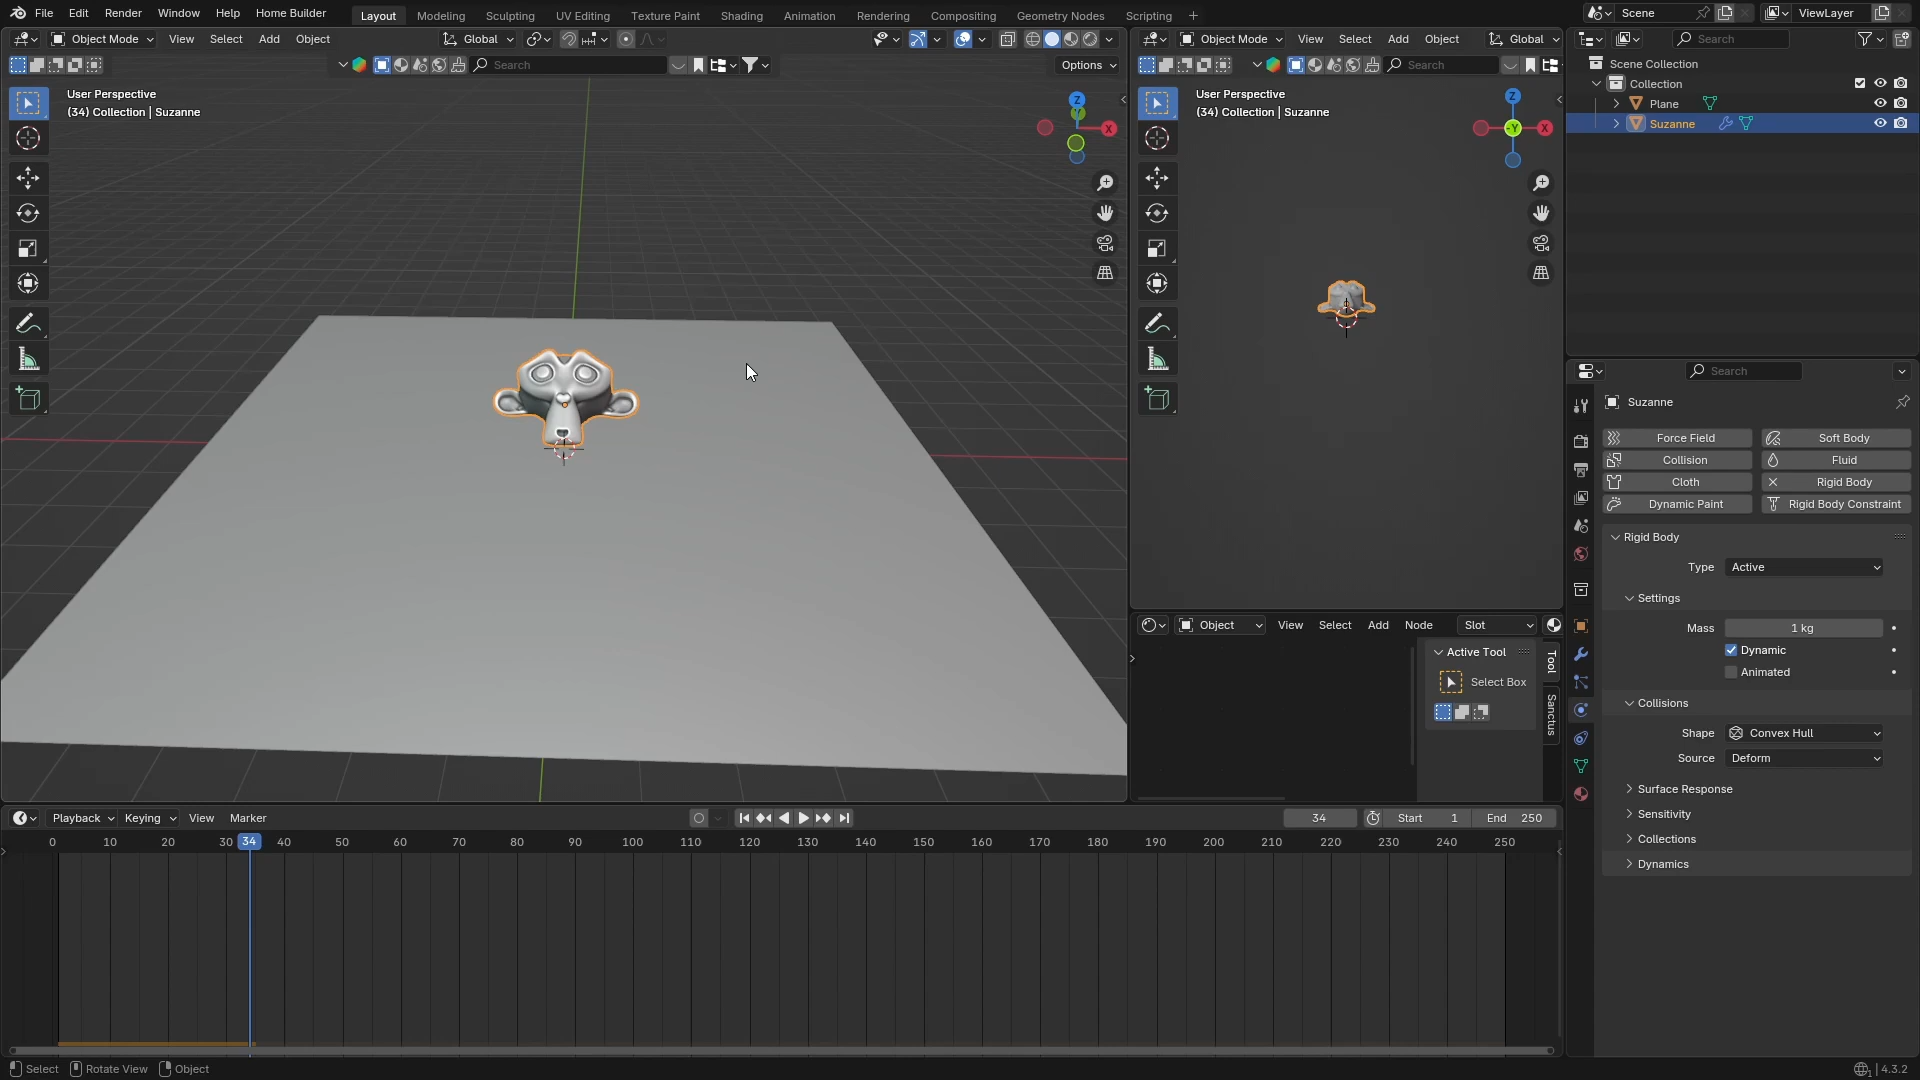 File Edit Render Window Help Home Builder
Layout Modeling Sculpting UV Editing Texture Paint Shading Animation Rendering Compositing Geometry Nodes Scripting
Scene
ViewLayer
Object Mode View Select Add Object Global
Search
Options
User Perspective
(34) Collection | Suzanne
Z
X
Object Mode View Select Add Object Global
Search
User Perspective
(34) Collection | Suzanne
Z
-Y
X
Object View Select Add Node Slot
Active Tool
Select Box
Tool
Sanctus
Search
Scene Collection
Collection
Plane
Suzanne
Search
Suzanne
Force Field Soft Body
Collision Fluid
Cloth Rigid Body
Dynamic Paint Rigid Body Constraint
Rigid Body
Type Active
Settings
Mass 1 kg
Dynamic
Animated
Collisions
Shape Convex Hull
Source Deform
Surface Response
Sensitivity
Collections
Dynamics
Playback Keying View Marker
34 Start 1 End 250
0 10 20 30 34 40 50 60 70 80 90 100 110 120 130 140 150 160 170 180 190 200 210 220 230 240 250
Select Rotate View Object
4.3.2